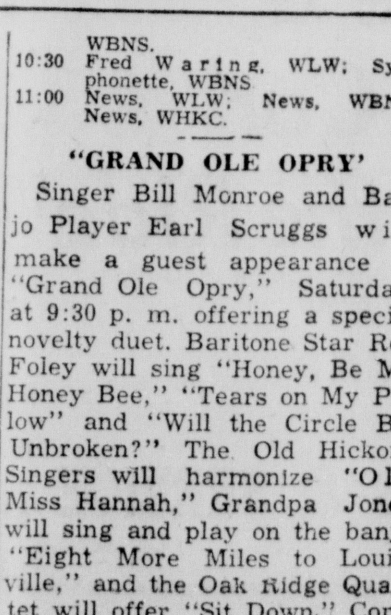 WBNS.
10:30 Fred Waring, WLW; Sy
phonette, WBNS
11:00 News, WLW; News, WBN
News, WHKC.
"GRAND OLE OPRY'
Singer Bill Monroe and Ba
jo Player Earl Scruggs wi
make a guest appearance
"Grand Ole Opry," Saturda
at 9:30 p. m. offering a speci
novelty duet. Baritone Star Re
Foley will sing "Honey, Be M
Honey Bee," "Tears on My P
low" and "Will the Circle B
Unbroken?" The Old Hicko
Singers will harmonize "Ol
Miss Hannah," Grandpa Jone
will sing and play on the ban
"Eight More Miles to Loui
ville," and the Oak Ridge Qua
tet will offer "Sit Down."